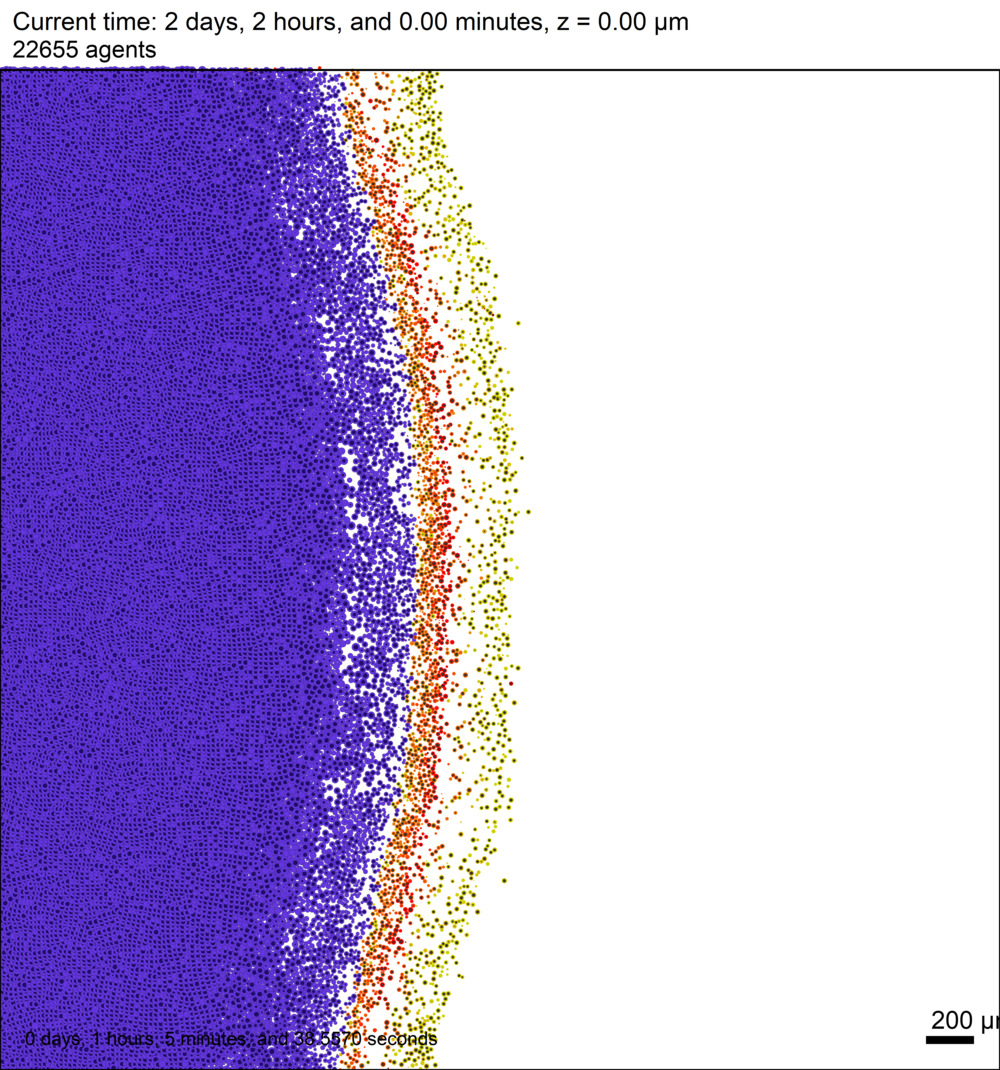 Current time: 2 days, 2 hours, and 0.00 minutes, z = 0.00 μm
22655 agents
200 μ
0 days, 1 hours, 5 minutes, and 38.5570 seconds